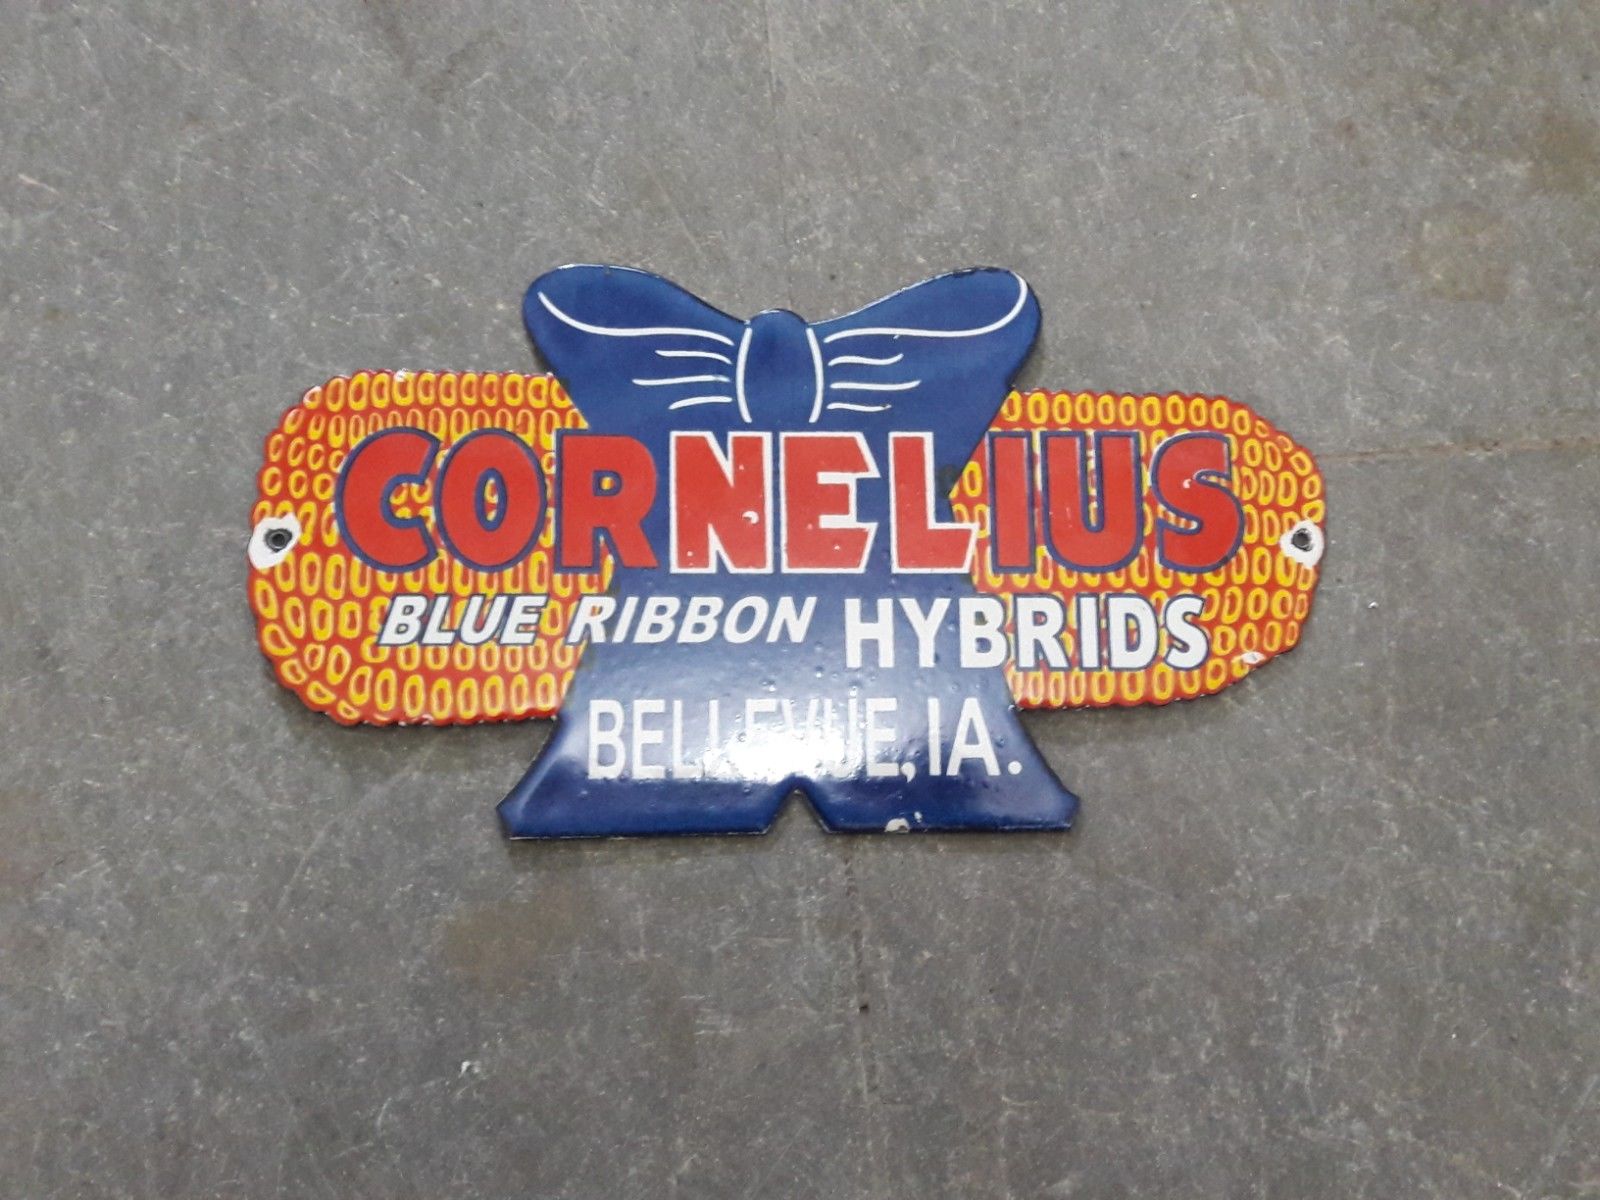 CORNELIUS
BLUE RIBBON HYBRIDS
BELLEVUE, IA.